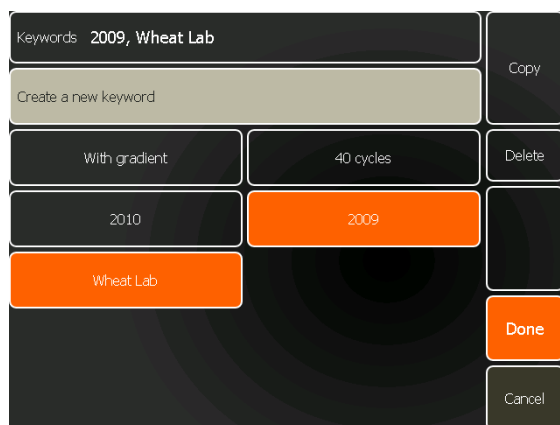 Keywords 2009, Wheat Lab
Copy
Create a new keyword
With gradient
40 cycles
Delete
2010
2009
Wheat Lab
Done
Cancel